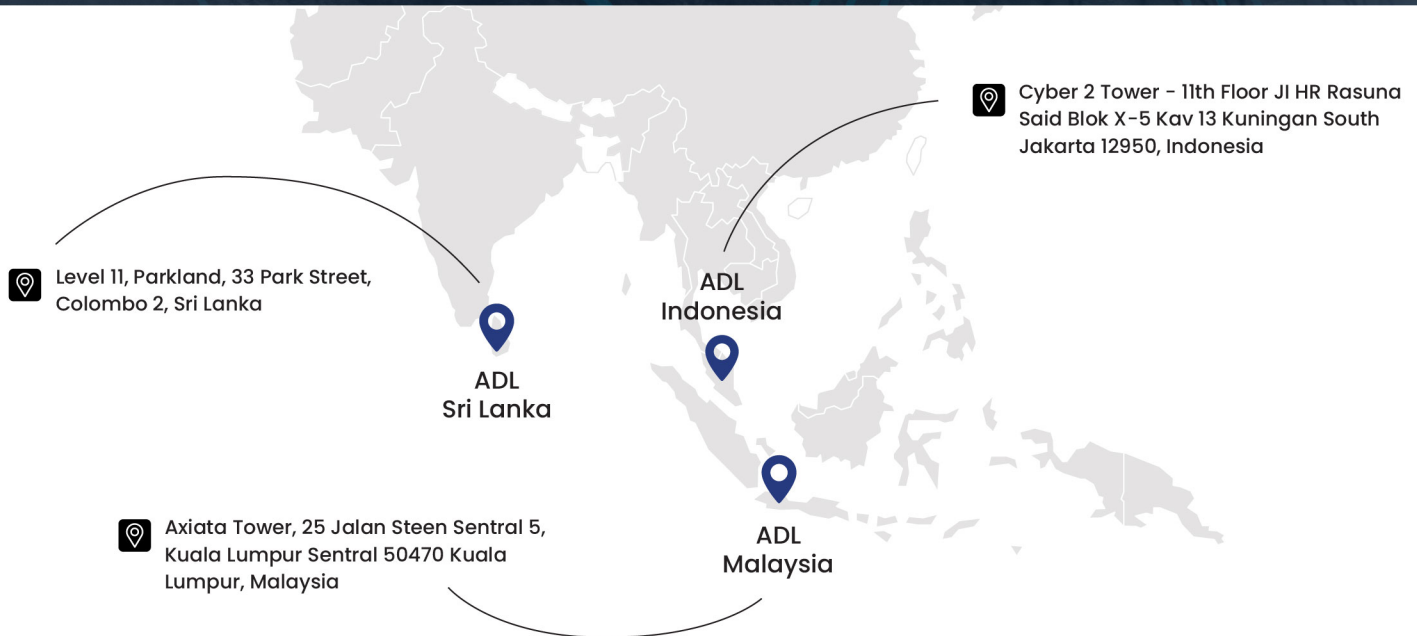 Cyber 2 Tower - 11th Floor JI HR Rasuna
Said Blok X-5 Kav 13 Kuningan South
Jakarta 12950, Indonesia
Level 11, Parkland, 33 Park Street,
Colombo 2, Sri Lanka
ADL
Indonesia
ADL
Sri Lanka
Axiata Tower, 25 Jalan Steen Sentral 5,
Kuala Lumpur Sentral 50470 Kuala
Lumpur, Malaysia
ADL
Malaysia